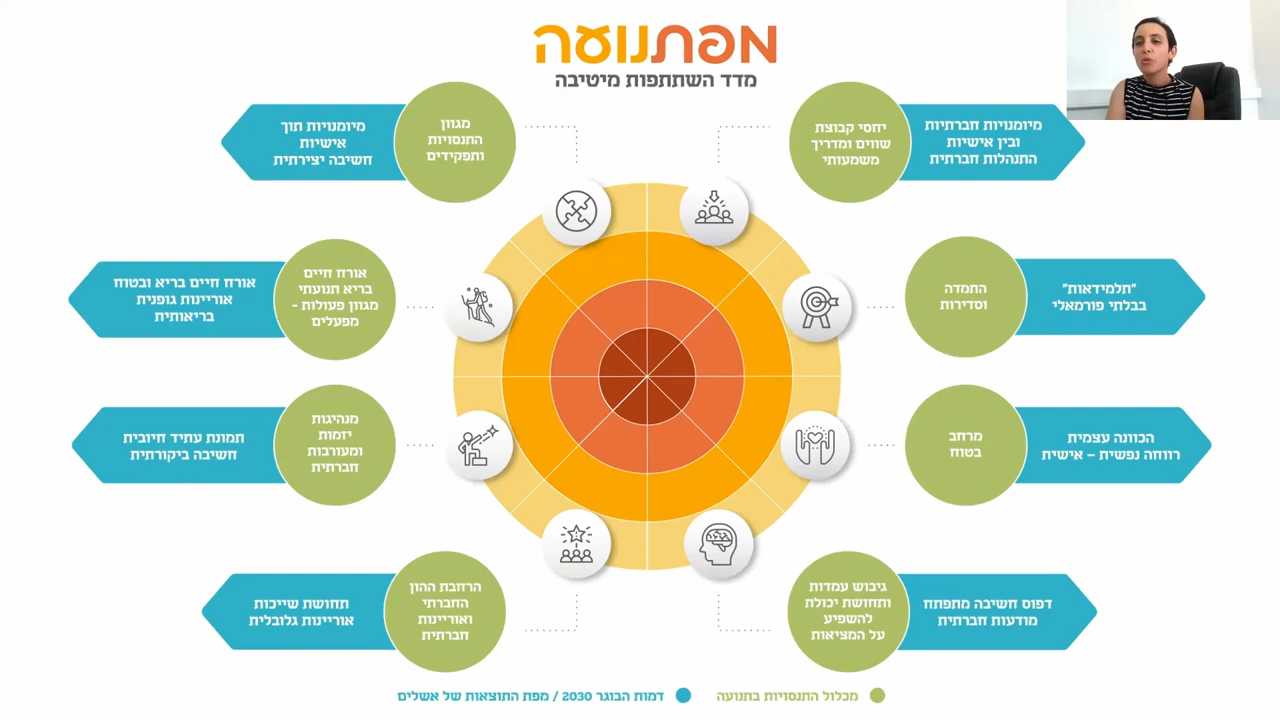 מפתנועה
מדד השתתפות מיטיבה
יחסי קבוצת
שווים ומדריך
משמעותי
מיומנויות חברתיות
ובין אישיות
התנהלות חברתית
התמדה
וסדירות
"תלמידאות"
בבלתי פורמאלי
מרחב
בטוח
הכוונה עצמית
רווחה נפשית – אישית
גיבוש עמדות
ותחושת יכולת
להשפיע
על המציאות
דפוס חשיבה מתפתח
מודעות חברתית
מגוון
התנסויות
ותפקידים
מיומנויות תוך
אישיות
חשיבה יצירתית
אורח חיים
בריא תנועתי
מגוון פעולות –
מפעלים
אורח חיים בריא ובטוח
אוריינות גופנית
בריאותית
מנהיגות
יזמות
ומעורבות
חברתית
תמונת עתיד חיובית
חשיבה ביקורתית
הרחבת ההון
החברתי
ואוריינות
חברתית
תחושת שייכות
אוריינות גלובלית
מכלול התנסויות בתנועה
דמות הבוגר 2030 / מפת התוצאות של אשלים